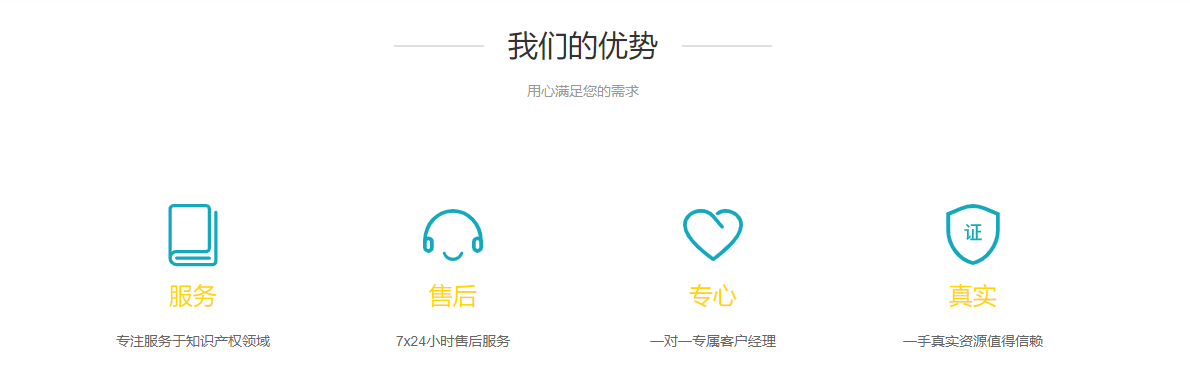 我们的优势
用心满足您的需求
证
服务
售后
专心
真实
专注服务于知识产权领域
7x24小时售后服务
一对一专属客户经理
一手真实资源值得信赖